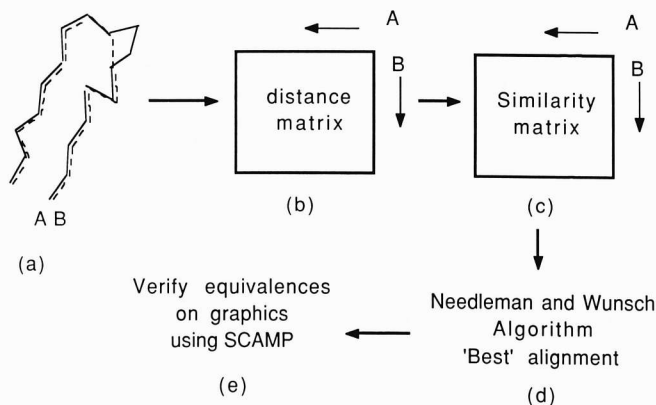 A B
(a)
A
B
distance
matrix
(b)
A
B
Similarity
matrix
(c)
Needleman and Wunsch
Algorithm
'Best' alignment
(d)
Verify equivalences
on graphics
using SCAMP
(e)